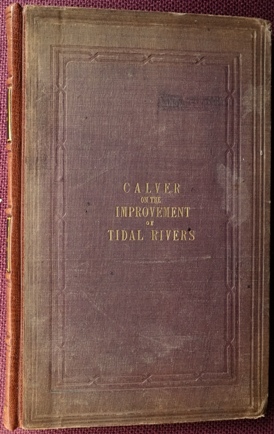 CALVER
ON THE
IMPROVEMENT
OF
TIDAL RIVERS